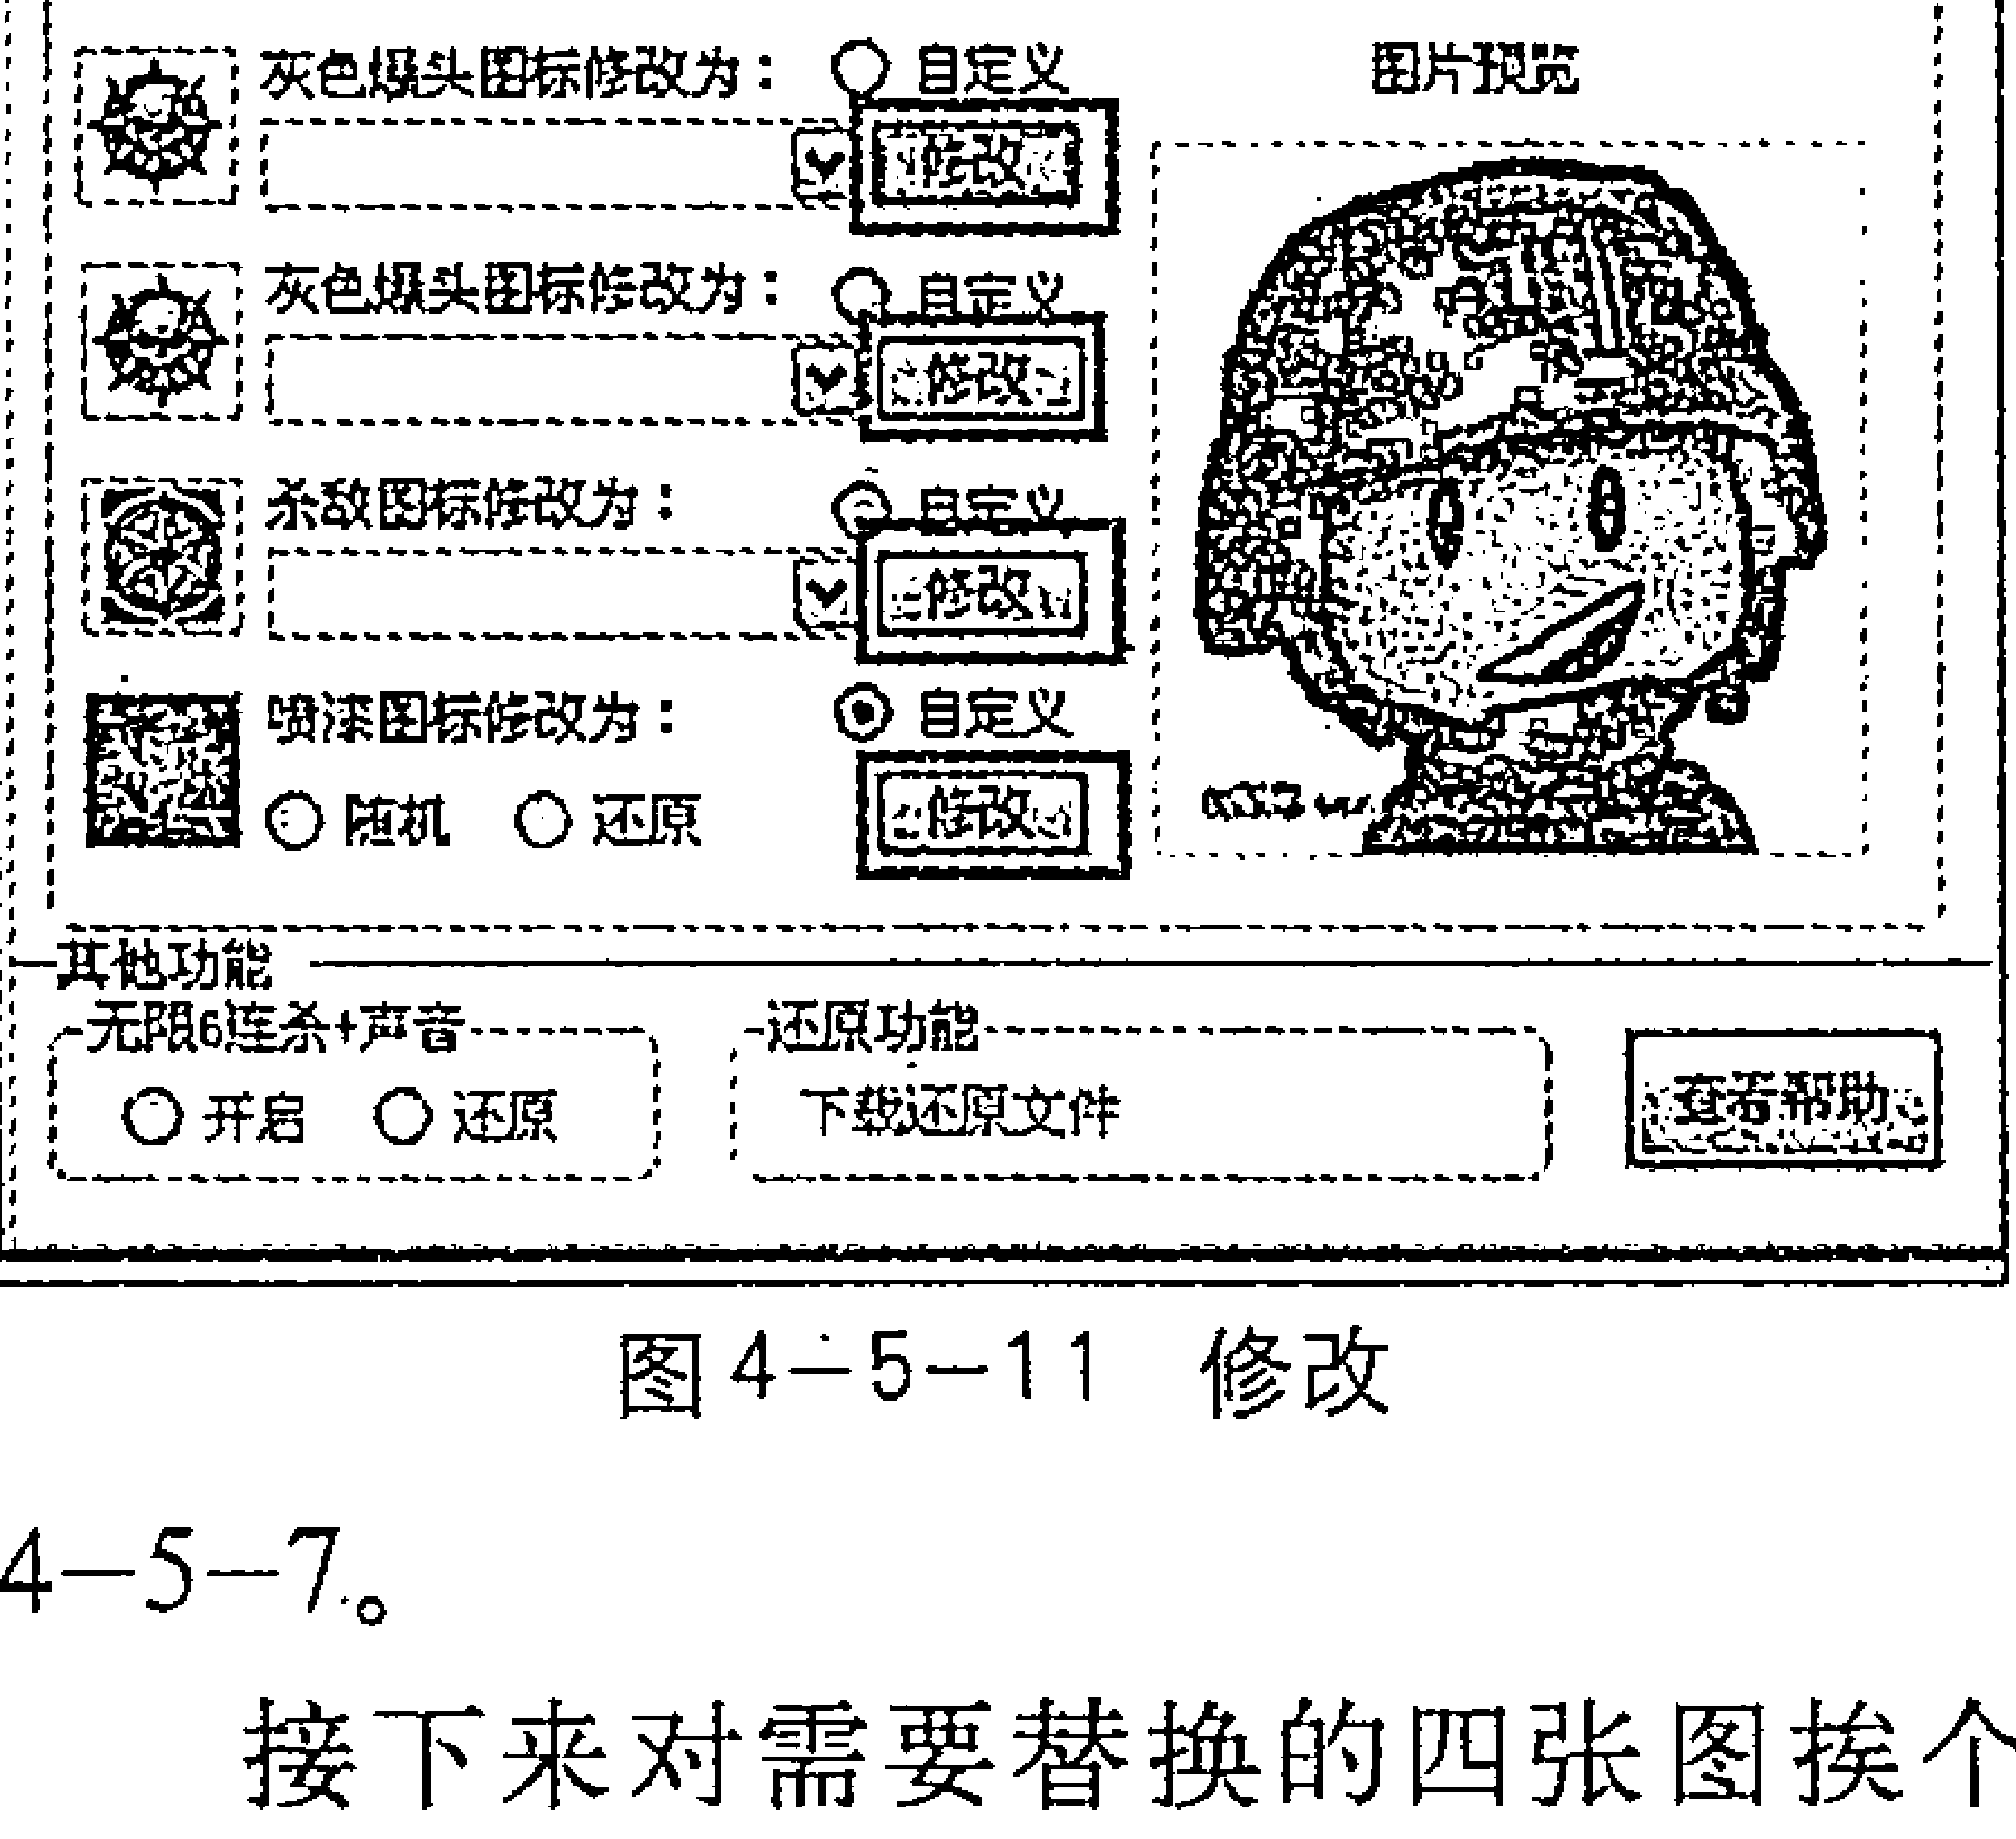 灰色爆头图标修改为： 自定义
修改
图片预览
灰色爆头图标修改为： 自定义
修改
杀敌图标修改为： 自定义
修改
喷漆图标修改为： 自定义
随机 还原 修改
其他功能
无限6连杀+声音
开启 还原
还原功能
下载还原文件
查看帮助
图4-5-11 修改
4-5-7。
接下来对需要替换的四张图挨个